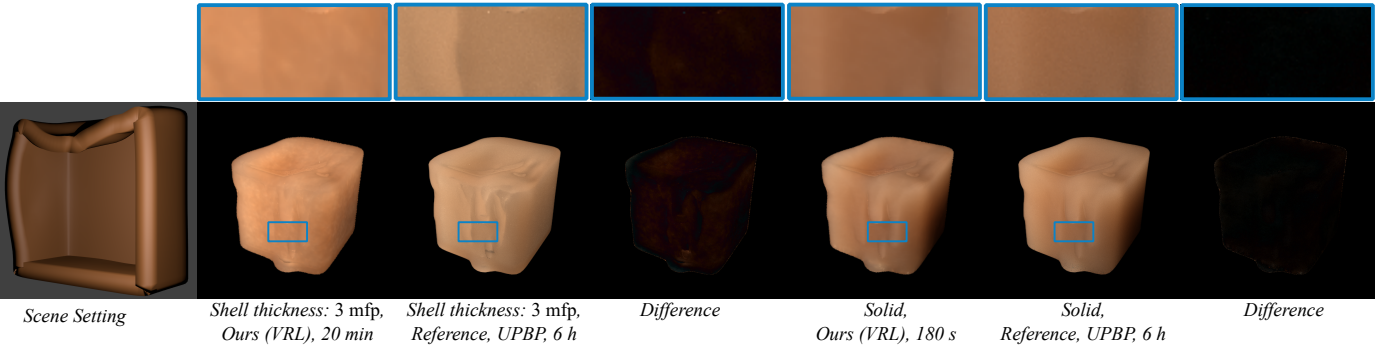 Scene Setting
Shell thickness: 3 mfp,
Ours (VRL), 20 min
Shell thickness: 3 mfp,
Reference, UPBP, 6 h
Difference
Solid,
Ours (VRL), 180 s
Solid,
Reference, UPBP, 6 h
Difference